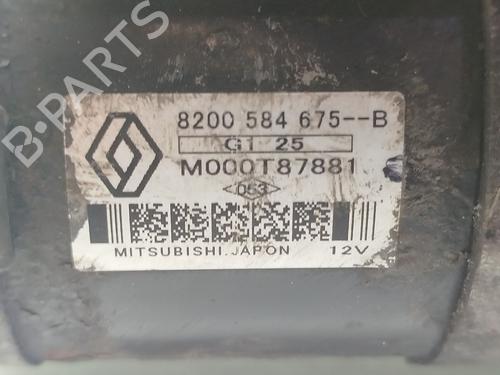 B-PARTS
8200 584 675--B
G1 25
M000T87881
053
MITSUBISHI.JAPON 12V